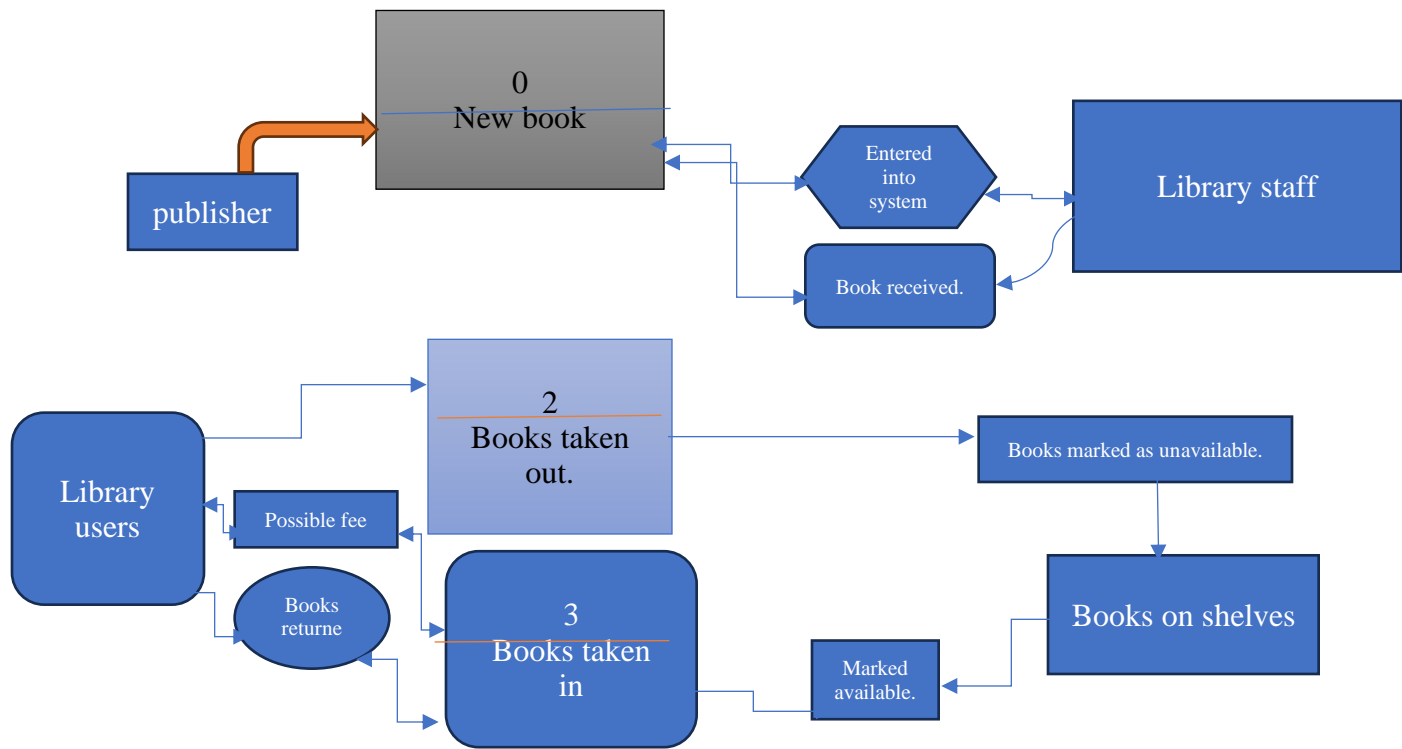 0
New book
publisher
Entered
into
system
Library staff
Book received.
2
Books taken
out.
Books marked as unavailable.
Library
users
Possible fee
Books
returne
3
Books taken
in
Books on shelves
Marked
available.